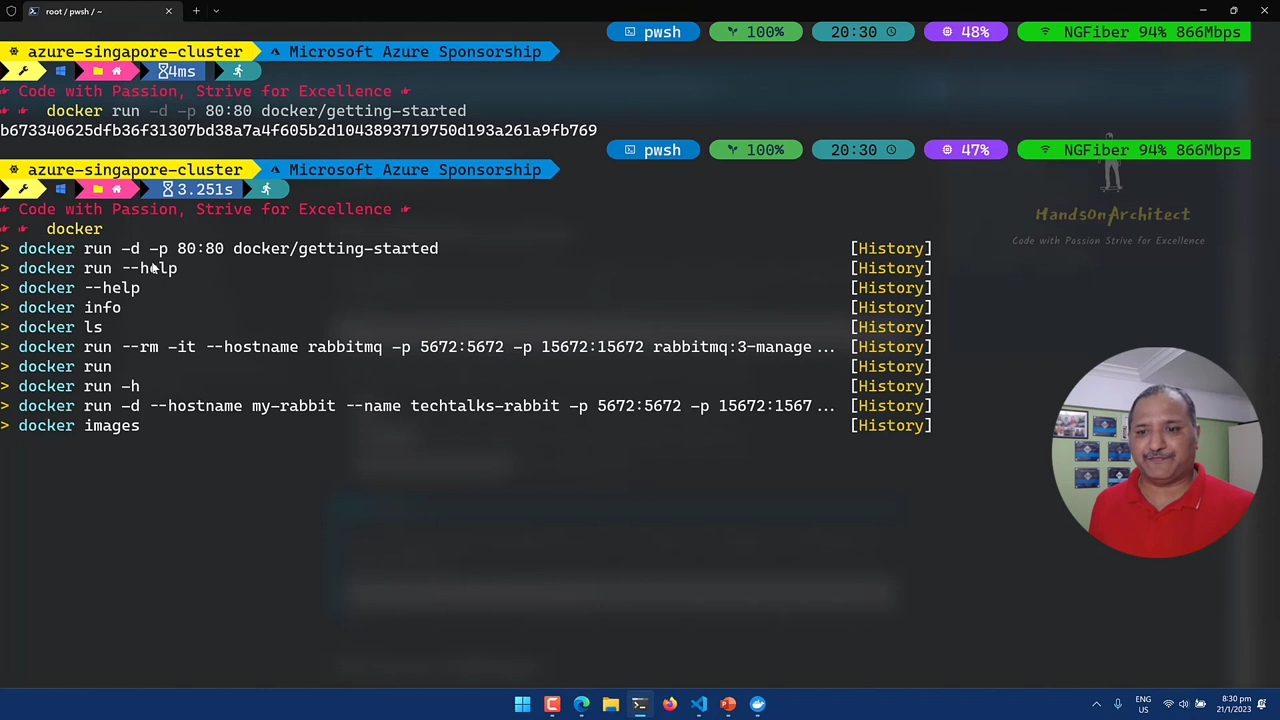 root / pwsh / ~
pwsh 100% 20:30 48% NGFiber 94% 866Mbps
azure-singapore-cluster Microsoft Azure Sponsorship
4ms
Code with Passion, Strive for Excellence
docker run -d -p 80:80 docker/getting-started
b673340625dfb36f31307bd38a7a4f605b2d1043893719750d193a261a9fb769
pwsh 100% 20:30 47% NGFiber 94% 866Mbps
azure-singapore-cluster Microsoft Azure Sponsorship
3.251s
Code with Passion, Strive for Excellence
HandsOnArchitect
Code with Passion Strive for Excellence
docker
> docker run -d -p 80:80 docker/getting-started [History]
> docker run --help [History]
> docker --help [History]
> docker info [History]
> docker ls [History]
> docker run --rm -it --hostname rabbitmq -p 5672:5672 -p 15672:15672 rabbitmq:3-manage... [History]
> docker run [History]
> docker run -h [History]
> docker run -d --hostname my-rabbit --name techtalks-rabbit -p 5672:5672 -p 15672:1567... [History]
> docker images [History]
ENG
US
8:30 pm
21/1/2023